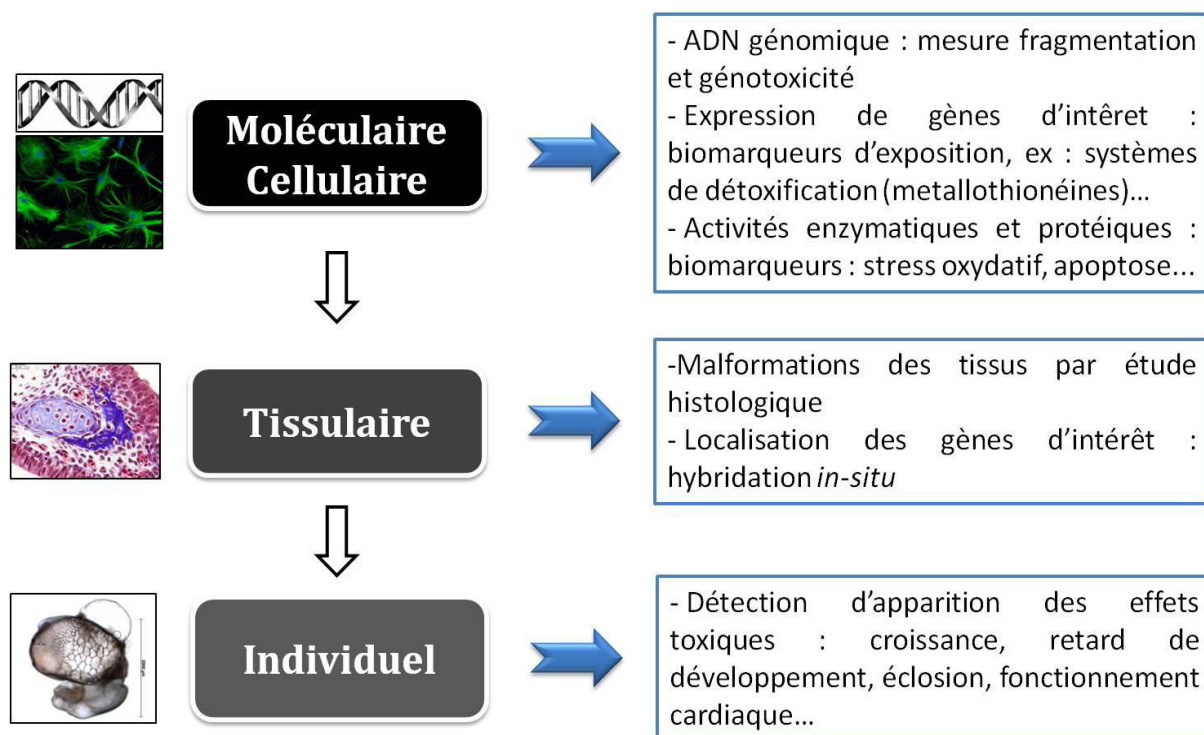 Moléculaire
Cellulaire
- ADN génomique : mesure fragmentation
et génotoxicité
- Expression de gènes d'intêret :
biomarqueurs d'exposition, ex : systèmes
de détoxification (metallothionéines)...
- Activités enzymatiques et protéiques :
biomarqueurs : stress oxydatif, apoptose...
Tissulaire
-Malformations des tissus par étude
histologique
- Localisation des gènes d'intérêt :
hybridation in-situ
Individuel
- Détection d'apparition des effets
toxiques : croissance, retard de
développement, éclosion, fonctionnement
cardiaque...